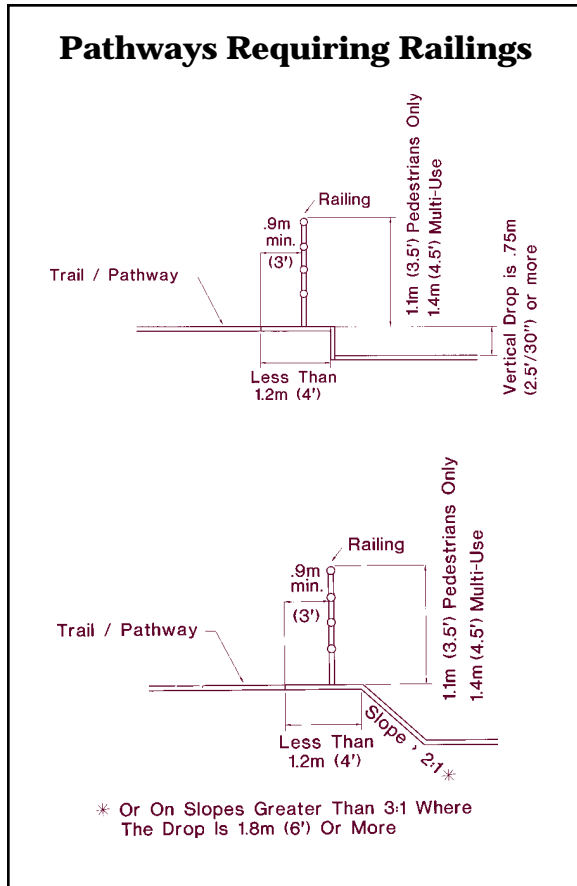 Pathways Requiring Railings
Railing
.9m
min.
(3')
Trail / Pathway
1.1m (3.5') Pedestrians Only
1.4m (4.5') Multi-Use
Vertical Drop is .75m
(2.5'/30") or more
Less Than
1.2m (4')
Railing
.9m
min.
(3')
Trail / Pathway
1.1m (3.5') Pedestrians Only
1.4m (4.5') Multi-Use
Slope > 2:1*
Less Than
1.2m (4')
* Or On Slopes Greater Than 3:1 Where
The Drop Is 1.8m (6') Or More